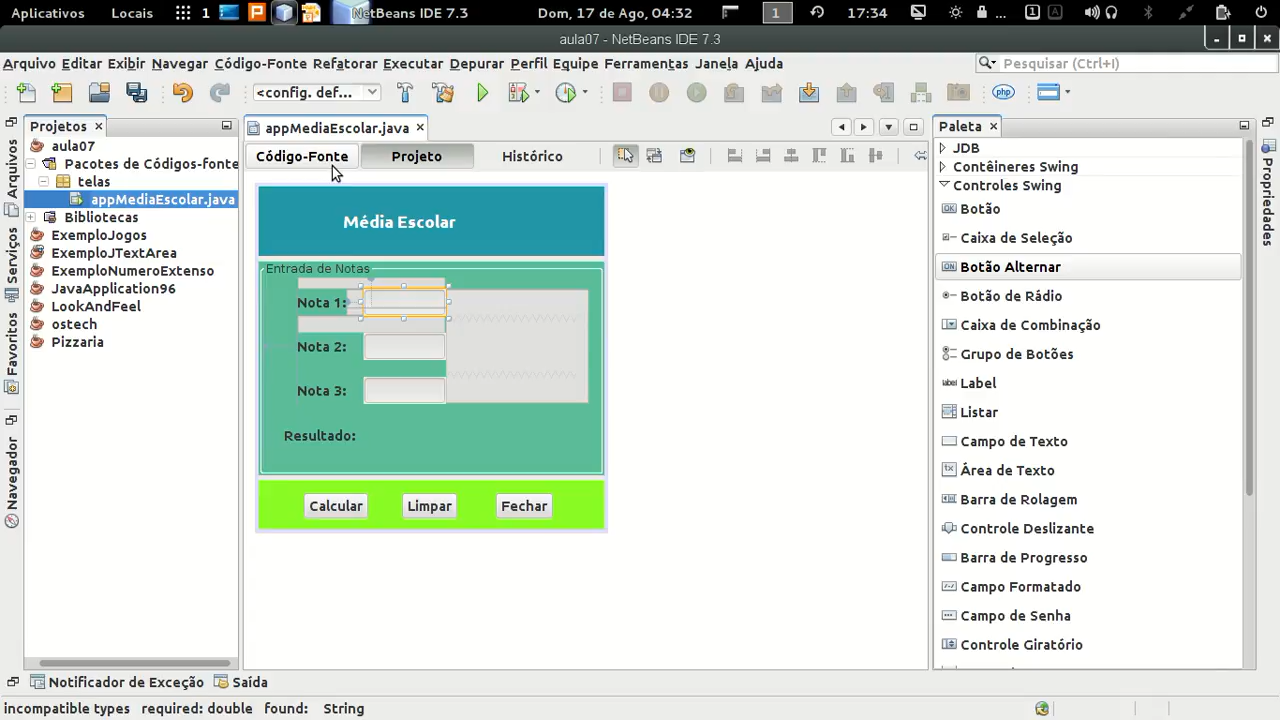 Aplicativos Locais 1 NetBeans IDE 7.3 Dom, 17 de Ago, 04:32 1 17:34 ... 1 A
aula07 - NetBeans IDE 7.3
Arquivo Editar Exibir Navegar Código-Fonte Refatorar Executar Depurar Perfil Equipe Ferramentas Janela Ajuda Pesquisar (Ctrl+I)
<config. def... php
Projetos
appMediaEscolar.java
Paleta
Código-Fonte Projeto Histórico
Arquivos
Serviços
Favoritos
Navegador
aula07
Pacotes de Códigos-fonte
telas
appMediaEscolar.java
Bibliotecas
ExemploJogos
ExemploJTextArea
ExemploNumeroExtenso
JavaApplication96
LookAndFeel
ostech
Pizzaria
Média Escolar
Entrada de Notas
Nota 1:
Nota 2:
Nota 3:
Resultado:
Calcular Limpar Fechar
JDB
Contêineres Swing
Controles Swing
OK Botão
Caixa de Seleção
ON Botão Alternar
Botão de Rádio
Caixa de Combinação
Grupo de Botões
label Label
Listar
Campo de Texto
Área de Texto
Barra de Rolagem
Controle Deslizante
Barra de Progresso
Campo Formatado
Campo de Senha
Controle Giratório
Propriedades
Notificador de Exceção Saída
incompatible types required: double found: String